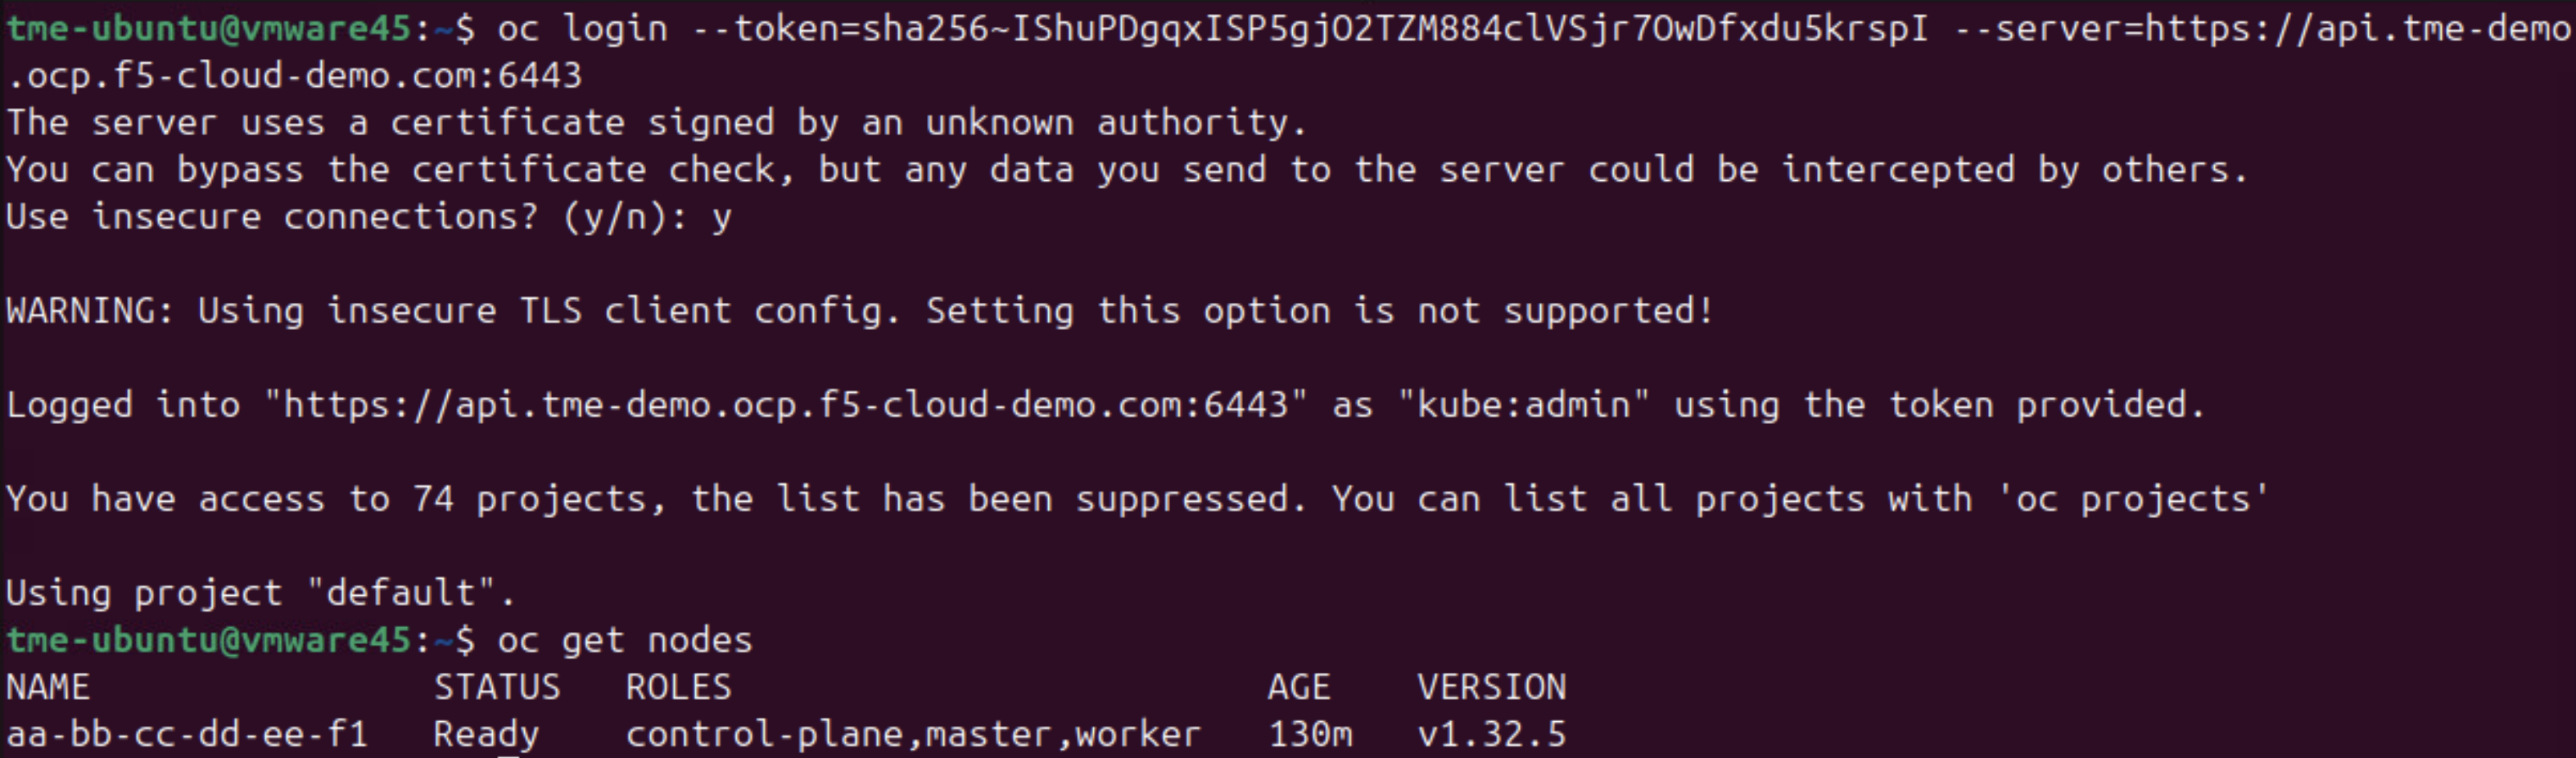 tme-ubuntu@vmware45:~$ oc login --token=sha256~IShuPDgqxISP5gjO2TZM884clVSjr7OwDfxdu5krspI --server=https://api.tme-demo
.ocp.f5-cloud-demo.com:6443
The server uses a certificate signed by an unknown authority.
You can bypass the certificate check, but any data you send to the server could be intercepted by others.
Use insecure connections? (y/n): y
WARNING: Using insecure TLS client config. Setting this option is not supported!
Logged into "https://api.tme-demo.ocp.f5-cloud-demo.com:6443" as "kube:admin" using the token provided.
You have access to 74 projects, the list has been suppressed. You can list all projects with 'oc projects'
Using project "default".
tme-ubuntu@vmware45:~$ oc get nodes
NAME                STATUS   ROLES                         AGE    VERSION
aa-bb-cc-dd-ee-f1   Ready    control-plane,master,worker   130m   v1.32.5